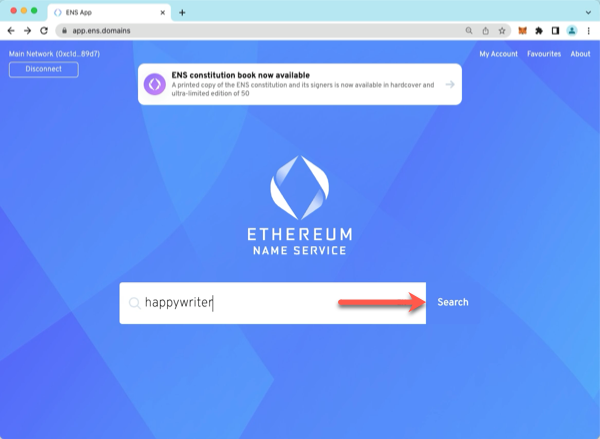 ENS App
app.ens.domains
Main Network (0xc1d...89d7)
My Account
Favourites
About
Disconnect
ENS constitution book now available
A printed copy of the ENS constitution and its signers is now available in hardcover and
ultra-limited edition of 50
ETHEREUM
NAME SERVICE
happywriter
Search